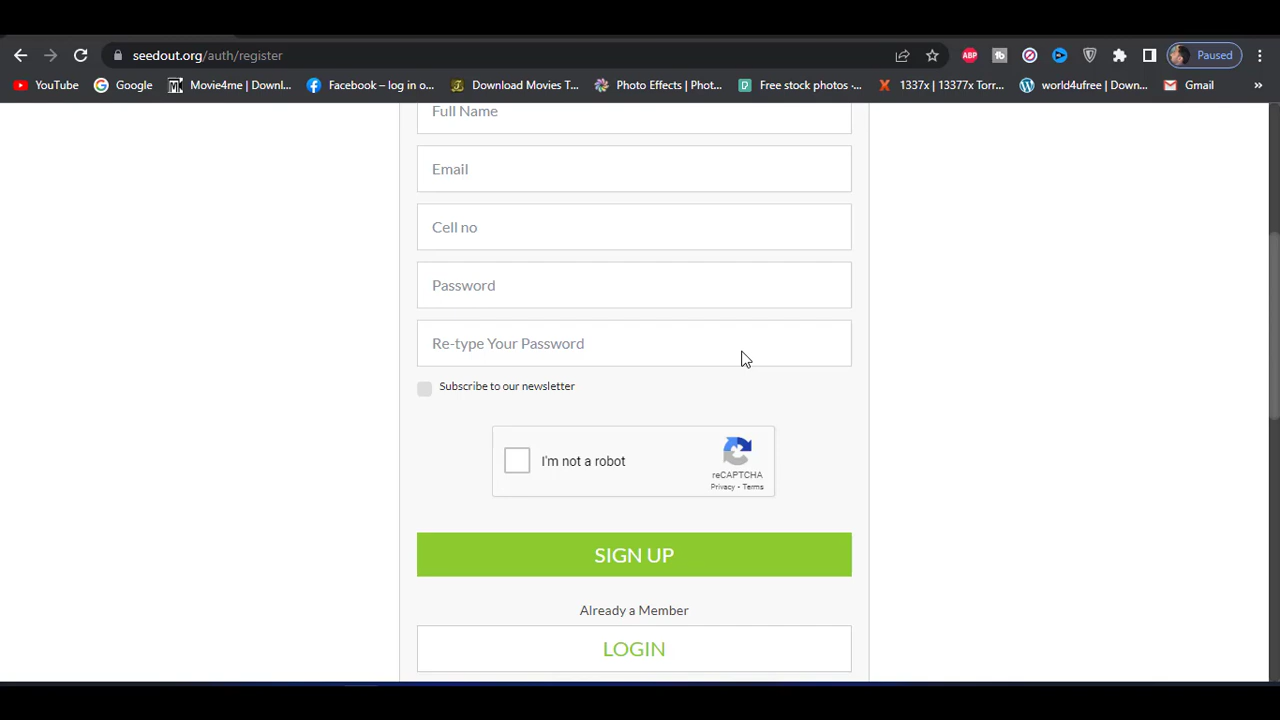 seedout.org/auth/register
ABP
Paused
YouTube
Google
Movie4me | Downl...
Facebook – log in o...
Download Movies T...
Photo Effects | Phot...
Free stock photos -...
1337x | 13377x Torr...
world4ufree | Down...
Gmail
»
Full Name
Email
Cell no
Password
Re-type Your Password
Subscribe to our newsletter
I'm not a robot
reCAPTCHA
Privacy - Terms
SIGN UP
Already a Member
LOGIN